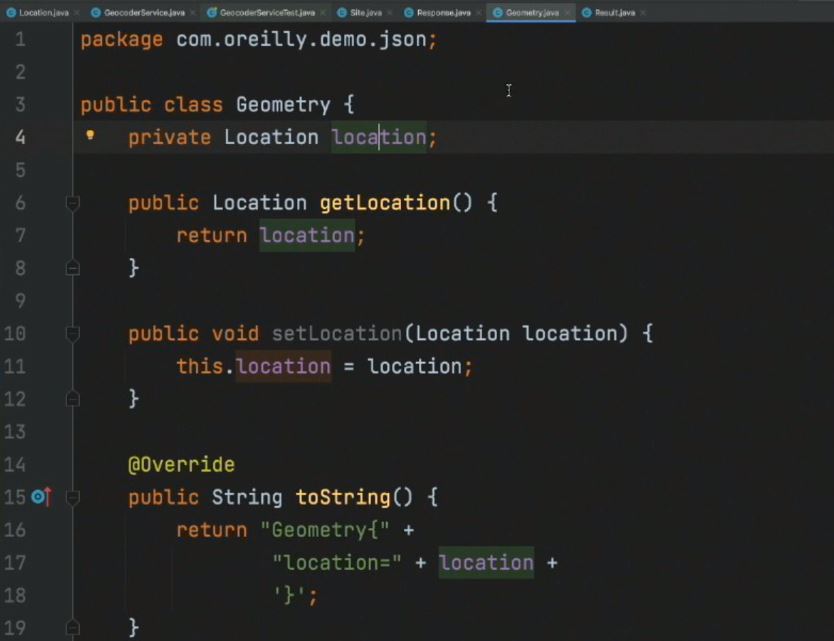 Location.java GeocoderService.java GeocoderServiceTest.java Site.java Response.java Geometry.java Result.java
1 package com.oreilly.demo.json;
2
3 public class Geometry {
4 private Location location;
5
6 public Location getLocation() {
7 return location;
8 }
9
10 public void setLocation(Location location) {
11 this.location = location;
12 }
13
14 @Override
15 public String toString() {
16 return "Geometry{" +
17 "location=" + location +
18 '}';
19 }